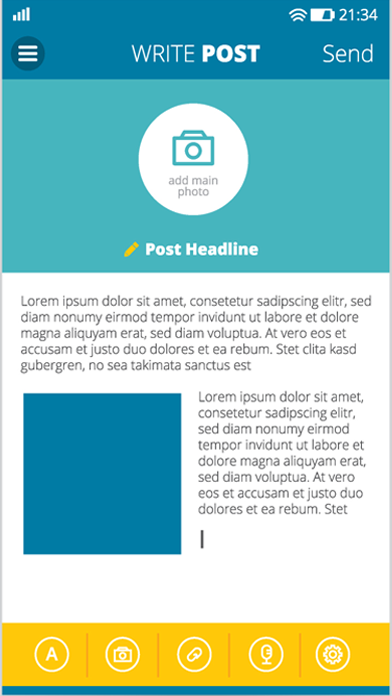 21:34
WRITE POST
Send
add main
photo
Post Headline
Lorem ipsum dolor sit amet, consetetur sadipscing elitr, sed
diam nonumy eirmod tempor invidunt ut labore et dolore
magna aliquyam erat, sed diam voluptua. At vero eos et
accusam et justo duo dolores et ea rebum. Stet clita kasd
gubergren, no sea takimata sanctus est
Lorem ipsum dolor sit amet,
consetetur sadipscing elitr,
sed diam nonumy eirmod
tempor invidunt ut labore et
dolore magna aliquyam erat,
sed diam voluptua. At vero
eos et accusam et justo duo
dolores et ea rebum. Stet
A